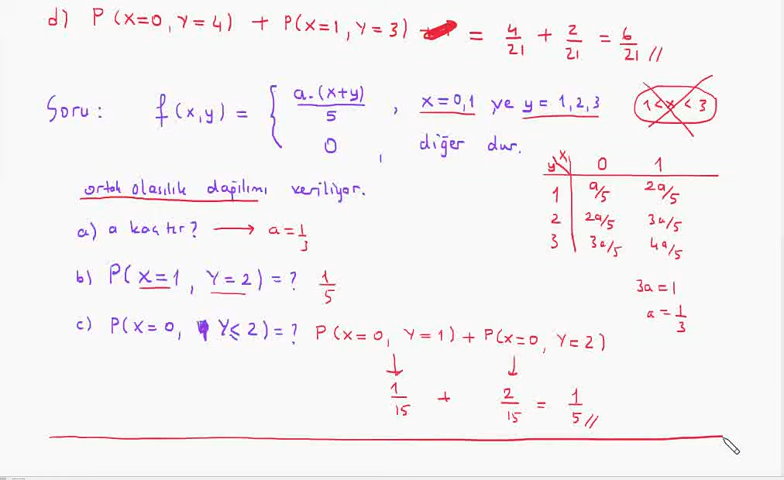 d) P(X=0, Y=4) + P(X=1, Y=3) = 4/21 + 2/21 = 6/21 //
Soru: f(x,y) = { a.(x+y)/5 , x=0,1 ve y=1,2,3
0 , diğer dur.
1<x<3
ortak olasılık dağılımı veriliyor.
y x 0 1
1 a/5 2a/5
2 2a/5 3a/5
3 3a/5 4a/5
a) a kaçtır? → a=1/3
3a=1
a=1/3
b) P(X=1, Y=2)=? 1/5
c) P(X=0, Y≤2)=? P(X=0, Y=1) + P(X=0, Y=2)
↓ ↓
1/15 + 2/15 = 1/5 //